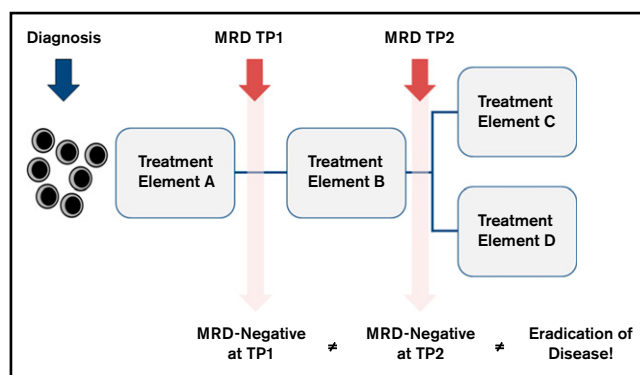 Diagnosis
MRD TP1
MRD TP2
Treatment
Element A
Treatment
Element B
Treatment
Element C
Treatment
Element D
MRD-Negative
at TP1
≠
MRD-Negative
at TP2
≠
Eradication of
Disease!